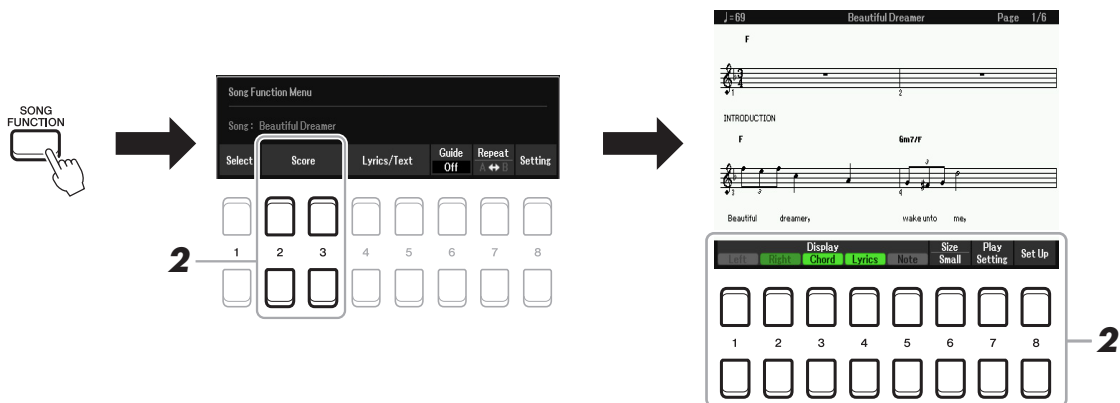 SONG
FUNCTION
Song Function Menu
Song : Beautiful Dreamer
Select Score Lyrics/Text Guide Off Repeat A ↔ B Setting
1 2 3 4 5 6 7 8
2
♩=69 Beautiful Dreamer Page 1/6
F
3
4
1 2
INTRODUCTION
F Gm7/F
3 3
3 4
Beautiful dreamer, wake unto me,
Display
Left Right Chord Lyrics Note Size Small Play Setting Set Up
1 2 3 4 5 6 7 8
2